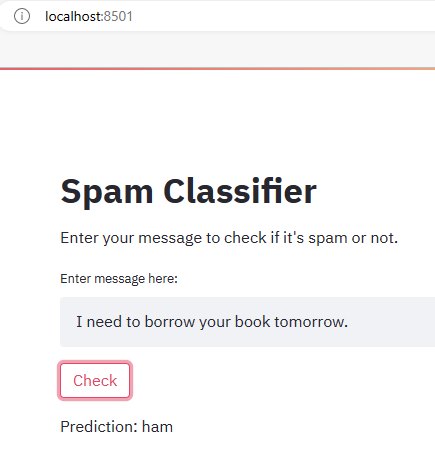 localhost:8501
Spam Classifier
Enter your message to check if it's spam or not.
Enter message here:
I need to borrow your book tomorrow.
Check
Prediction: ham